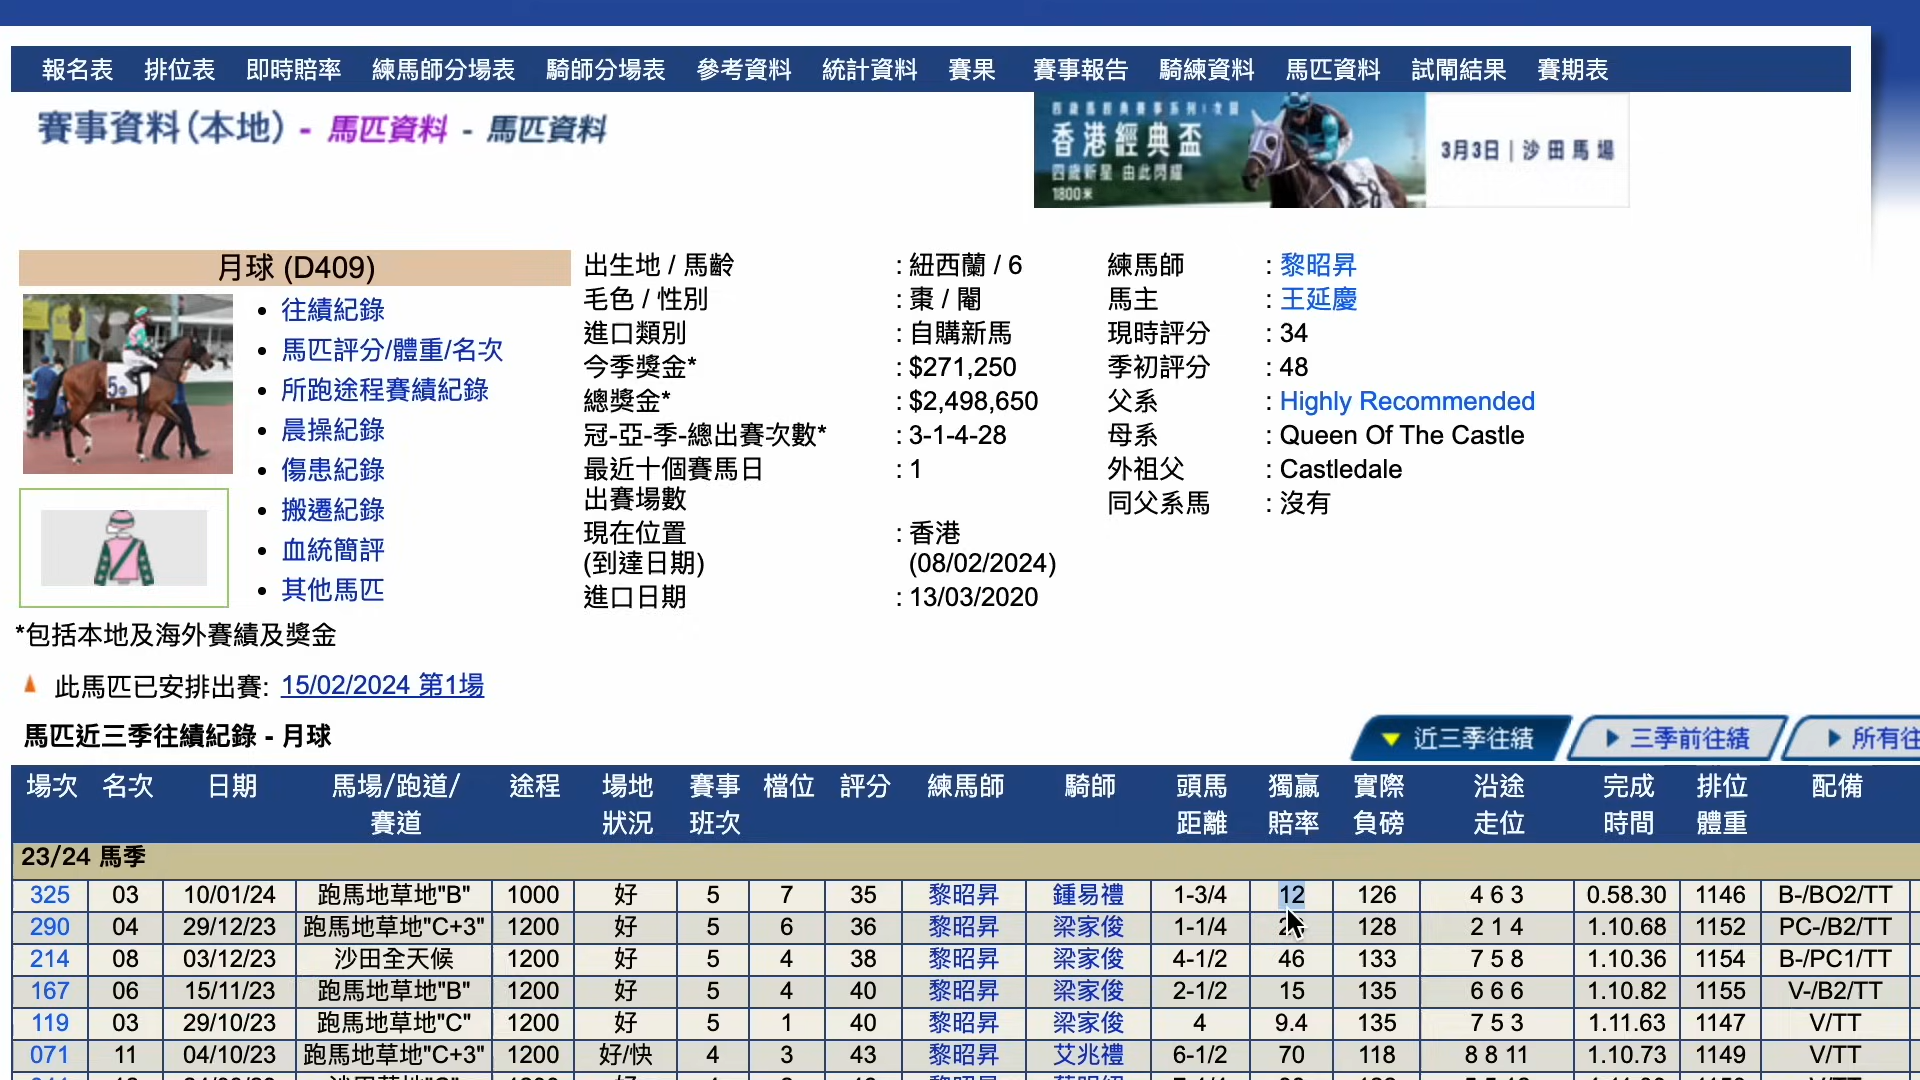 報名表 排位表 即時賠率 練馬師分場表 騎師分場表 參考資料 統計資料 賽果 賽事報告 騎練資料 馬匹資料 試閘結果 賽期表
賽事資料(本地) - 馬匹資料 - 馬匹資料
四歲馬經典賽事系列:次關
香港經典盃
四歲新星 由此閃耀
1800米
3月3日 | 沙田馬場
月球 (D409)
往績紀錄
馬匹評分/體重/名次
所跑途程賽績紀錄
晨操紀錄
傷患紀錄
搬遷紀錄
血統簡評
其他馬匹
出生地 / 馬齡 : 紐西蘭 / 6
毛色 / 性別 : 棗 / 閹
進口類別 : 自購新馬
今季獎金* : $271,250
總獎金* : $2,498,650
冠-亞-季-總出賽次數* : 3-1-4-28
最近十個賽馬日 : 1
出賽場數
現在位置 : 香港
(到達日期) (08/02/2024)
進口日期 : 13/03/2020
練馬師 : 黎昭昇
馬主 : 王延慶
現時評分 : 34
季初評分 : 48
父系 : Highly Recommended
母系 : Queen Of The Castle
外祖父 : Castledale
同父系馬 : 沒有
*包括本地及海外賽績及獎金
此馬匹已安排出賽: 15/02/2024 第1場
馬匹近三季往績紀錄 - 月球
近三季往績 三季前往績 所有往
場次 名次 日期 馬場/跑道/ 途程 場地 賽事 檔位 評分 練馬師 騎師 頭馬 獨贏 實際 沿途 完成 排位 配備
賽道 狀況 班次 距離 賠率 負磅 走位 時間 體重
23/24 馬季
325 03 10/01/24 跑馬地草地"B" 1000 好 5 7 35 黎昭昇 鍾易禮 1-3/4 12 126 4 6 3 0.58.30 1146 B-/BO2/TT
290 04 29/12/23 跑馬地草地"C+3" 1200 好 5 6 36 黎昭昇 梁家俊 1-1/4 128 2 1 4 1.10.68 1152 PC-/B2/TT
214 08 03/12/23 沙田全天候 1200 好 5 4 38 黎昭昇 梁家俊 4-1/2 46 133 7 5 8 1.10.36 1154 B-/PC1/TT
167 06 15/11/23 跑馬地草地"B" 1200 好 5 4 40 黎昭昇 梁家俊 2-1/2 15 135 6 6 6 1.10.82 1155 V-/B2/TT
119 03 29/10/23 跑馬地草地"C" 1200 好 5 1 40 黎昭昇 梁家俊 4 9.4 135 7 5 3 1.11.63 1147 V/TT
071 11 04/10/23 跑馬地草地"C+3" 1200 好/快 4 3 43 黎昭昇 艾兆禮 6-1/2 70 118 8 8 11 1.10.73 1149 V/TT